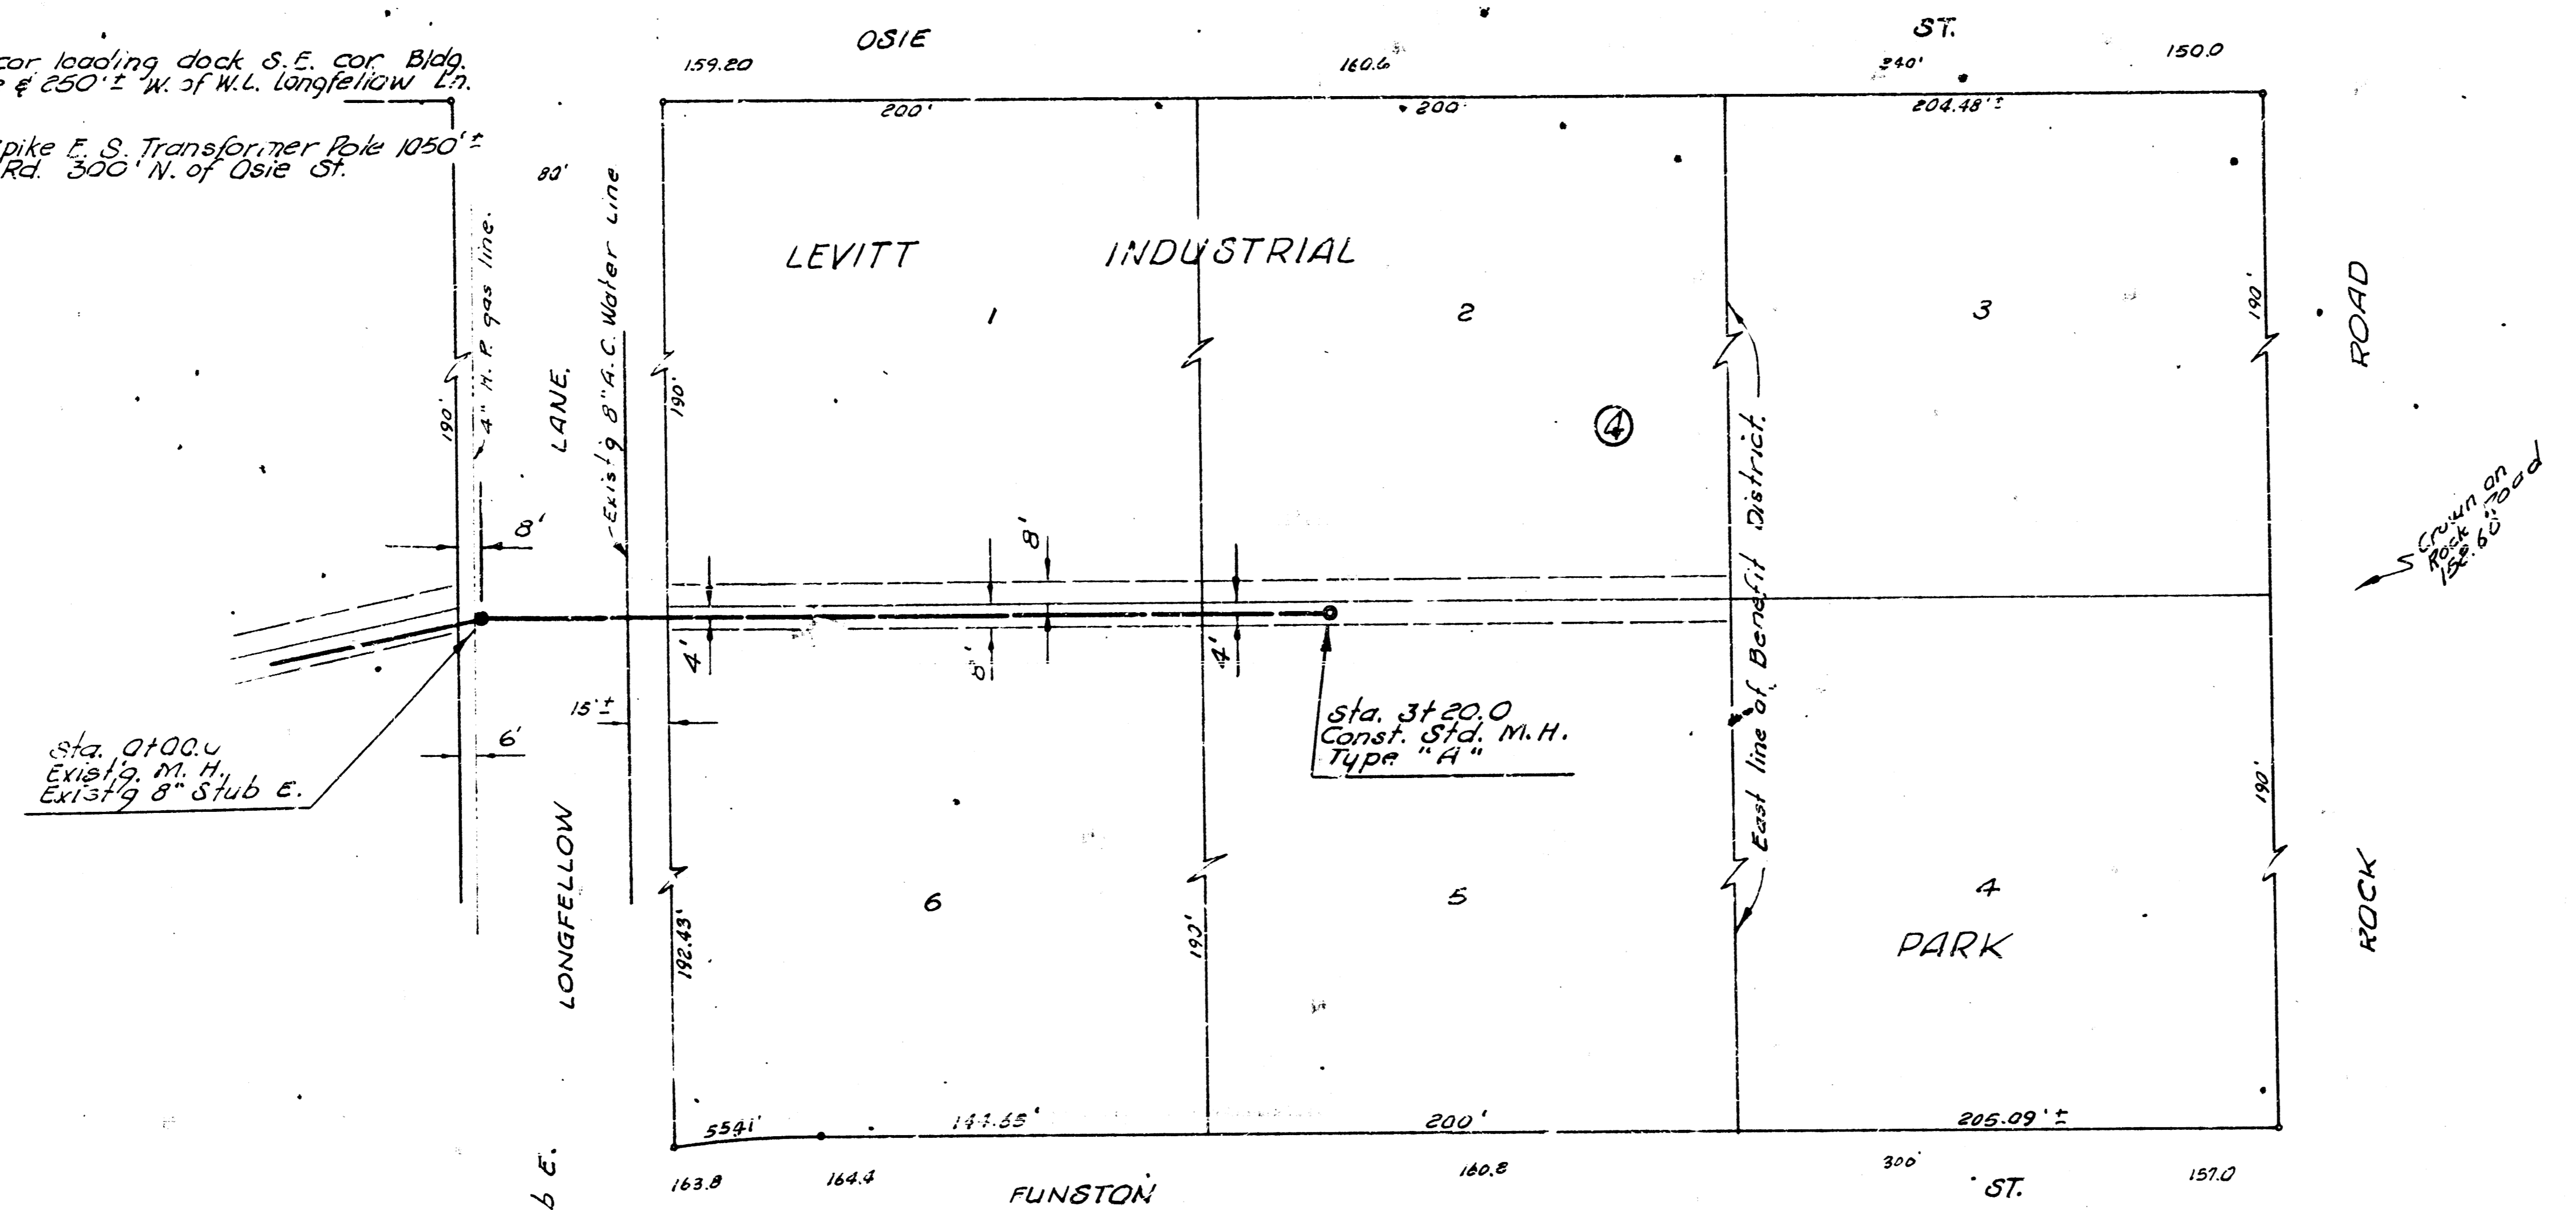 cor loading dock S.E. cor. Bldg.
& 250'± W. of W.L. Longfellow Ln.
spike E. S. Transformer Pole 1050'±
Rd. 300' N. of Osie St.
OSIE
ST.
159.20
160.6
240'
150.0
200'
200'
204.48'±
80'
4" H. P. gas line.
Exist'g 8" A.C. Water Line
LEVITT
INDUSTRIAL
1
2
3
190'
190'
190'
ROAD
LANE.
4
East line of Benefit District.
Crown on
Rock Road
8'
8'
4'
8'
4'
15'±
6'
Sta. 0+00.0
Exist'g. M. H.
Exist'g 8" Stub E.
Sta. 3+20.0
Const. Std. M.H.
Type "A"
190'
LONGFELLOW
6
5
4
192.43'
190'
PARK
ROCK
55.41'
144.65'
200'
205.09'±
b E.
163.8
164.4
FUNSTON
160.8
300'
ST.
157.0